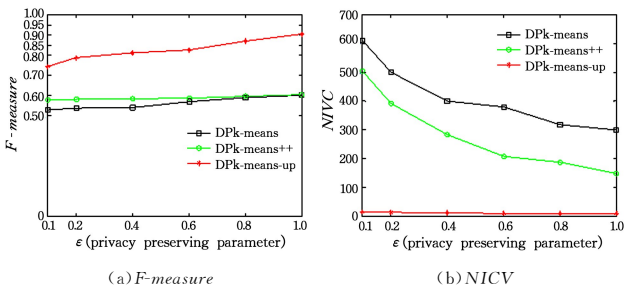 1.00
0.95
0.90
0.85
0.80
0.70
0.60
0.50
0
F-measure
DPk-means
DPk-means++
DPk-means-up
0.1 0.2 0.4 0.6 0.8 1.0
ε (privacy preserving parameter)
(a) F-measure
700
600
500
400
300
200
100
0
NIVC
DPk-means
DPk-means++
DPk-means-up
0.1 0.2 0.4 0.6 0.8 1.0
ε (privacy preserving parameter)
(b) NICV